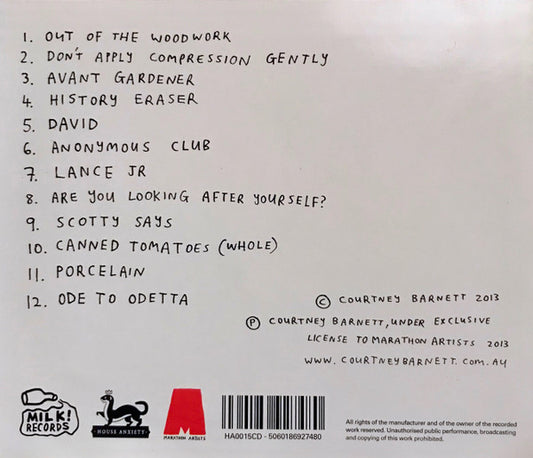 1. OUT OF THE WOODWORK
2. DON'T APPLY COMPRESSION GENTLY
3. AVANT GARDENER
4. HISTORY ERASER
5. DAVID
6. ANONYMOUS CLUB
7. LANCE JR
8. ARE YOU LOOKING AFTER YOURSELF?
9. SCOTTY SAYS
10. CANNED TOMATOES (WHOLE)
11. PORCELAIN
12. ODE TO ODETTA
© COURTNEY BARNETT 2013
℗ COURTNEY BARNETT, UNDER EXCLUSIVE
LICENSE TO MARATHON ARTISTS 2013
WWW.COURTNEYBARNETT.COM.AU
MILK!
RECORDS
HOUSE ANXIETY
MARATHON ARTISTS
HA0015CD - 5060186927480
All rights of the manufacturer and of the owner of the recorded
work reserved. Unauthorised public performance, broadcasting
and copying of this work prohibited.